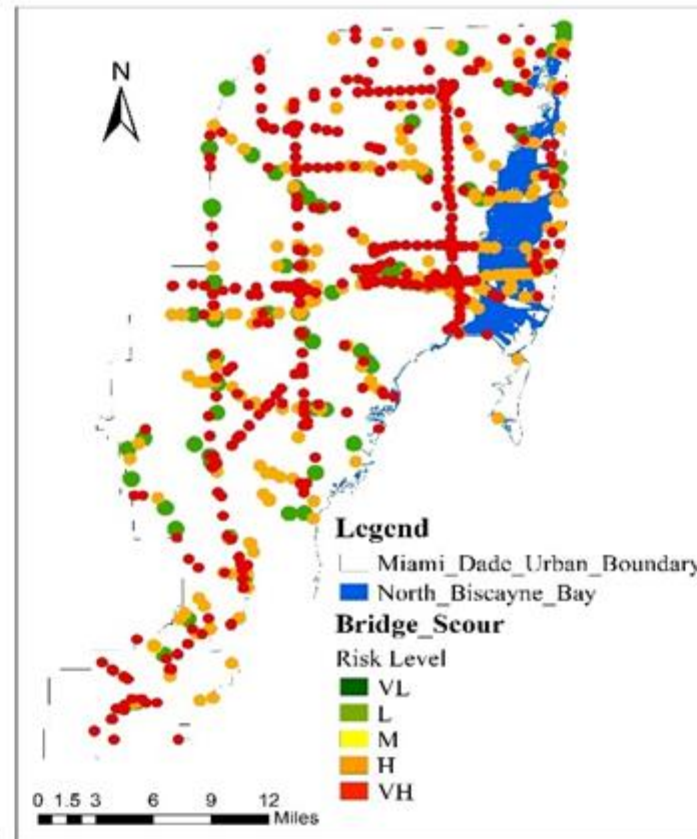 N
Legend
Miami_Dade_Urban_Boundary
North_Biscayne_Bay
Bridge_Scour
Risk Level
VL
L
M
H
VH
0 1.5 3 6 9 12
Miles